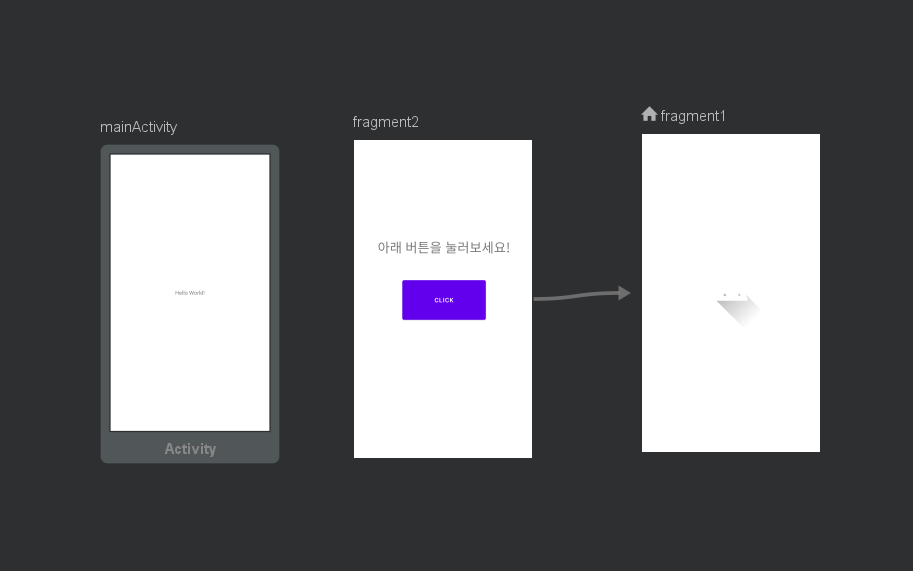 mainActivity
Hello World!
Activity
fragment2
아래 버튼을 눌러보세요!
CLICK
fragment1